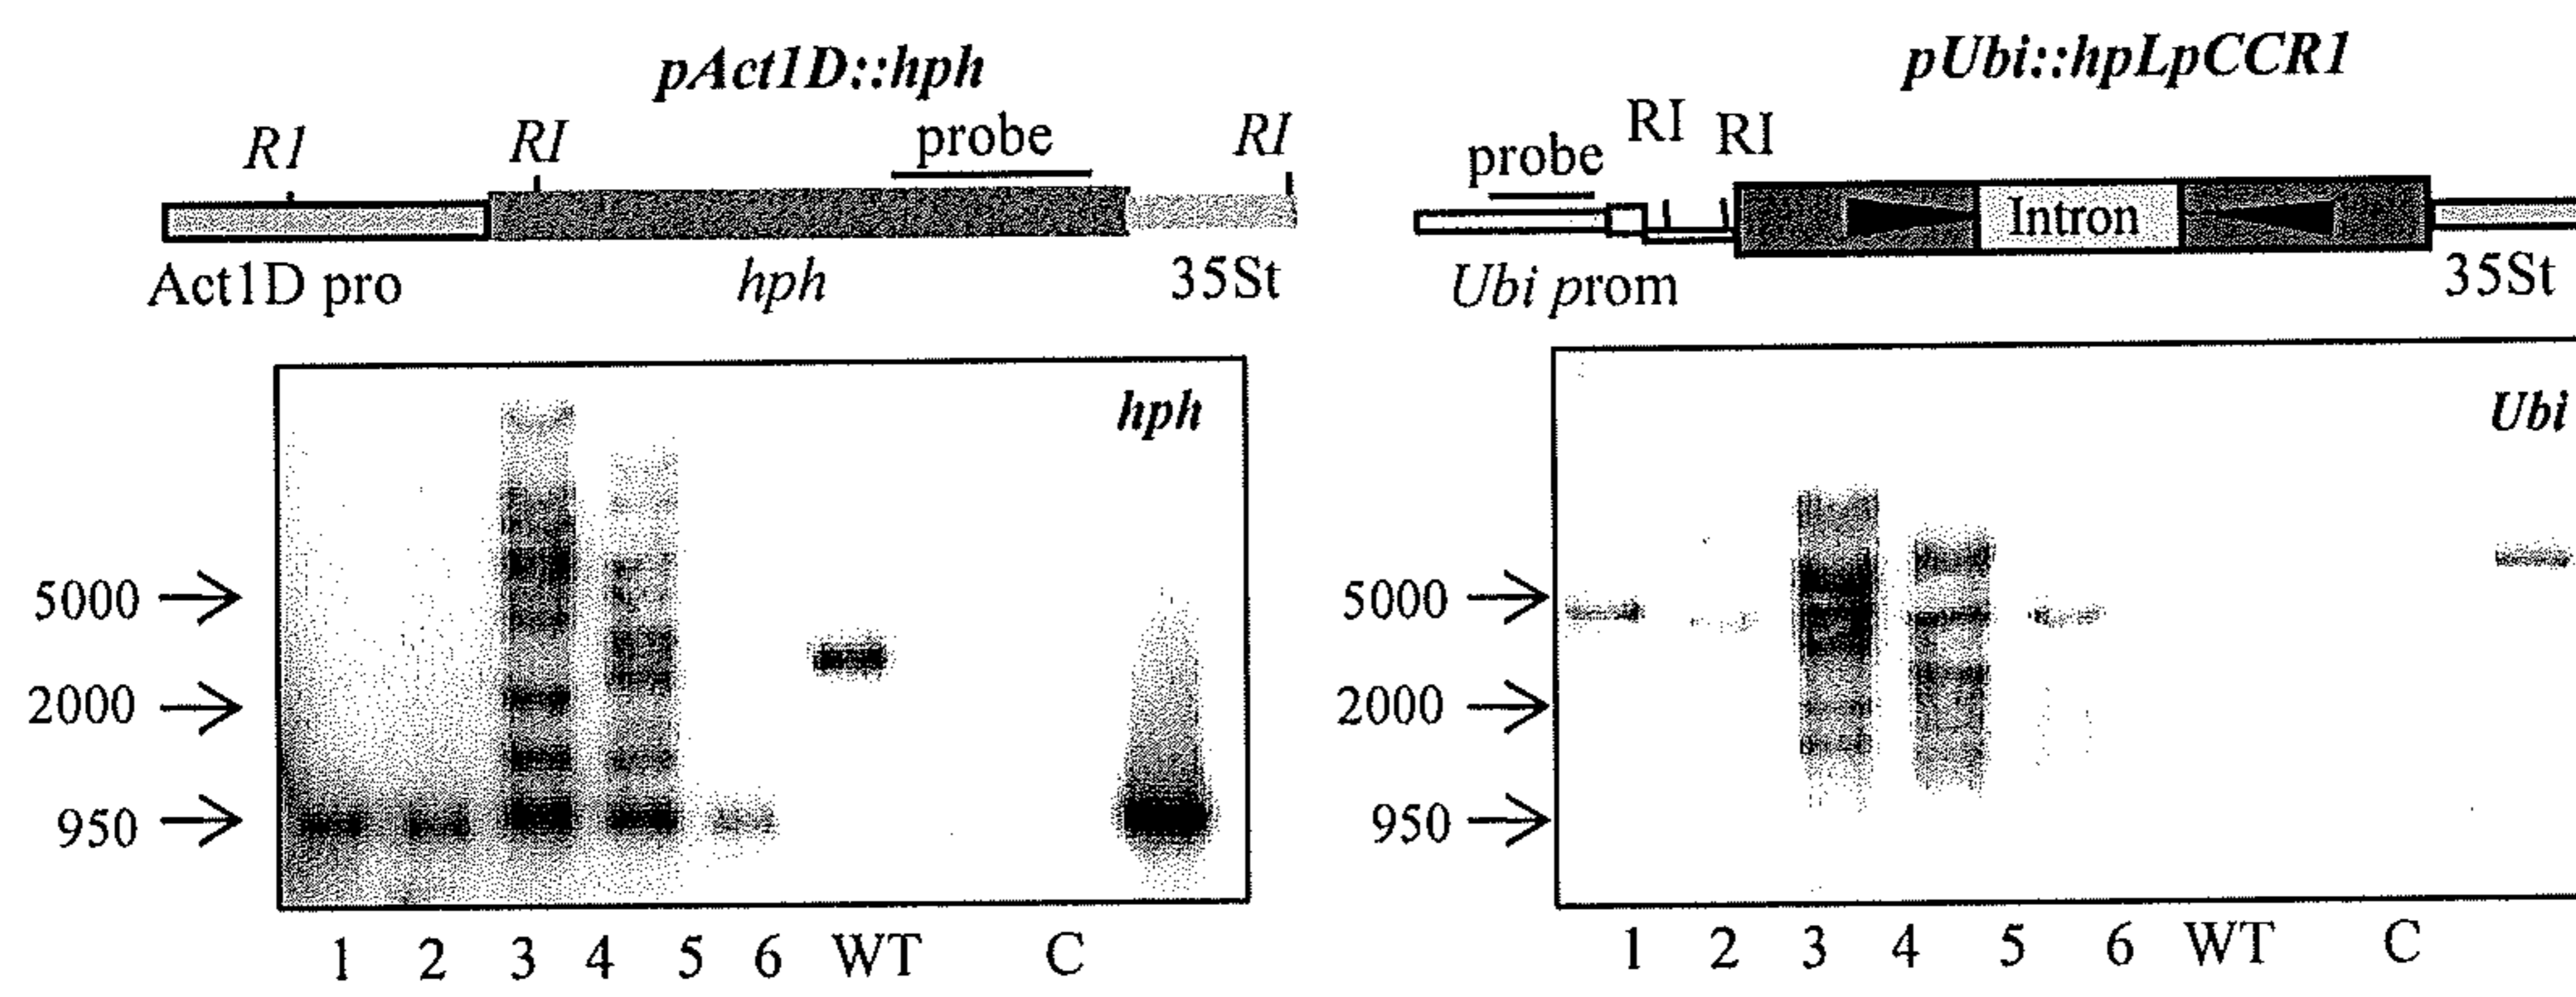 pAct1D::hph
R1 RI probe RI
Act1D pro hph 35St
hph
5000
2000
950
1 2 3 4 5 6 WT C
pUbi::hpLpCCR1
probe RI RI
Intron
Ubi prom 35St
Ubi
5000
2000
950
1 2 3 4 5 6 WT C